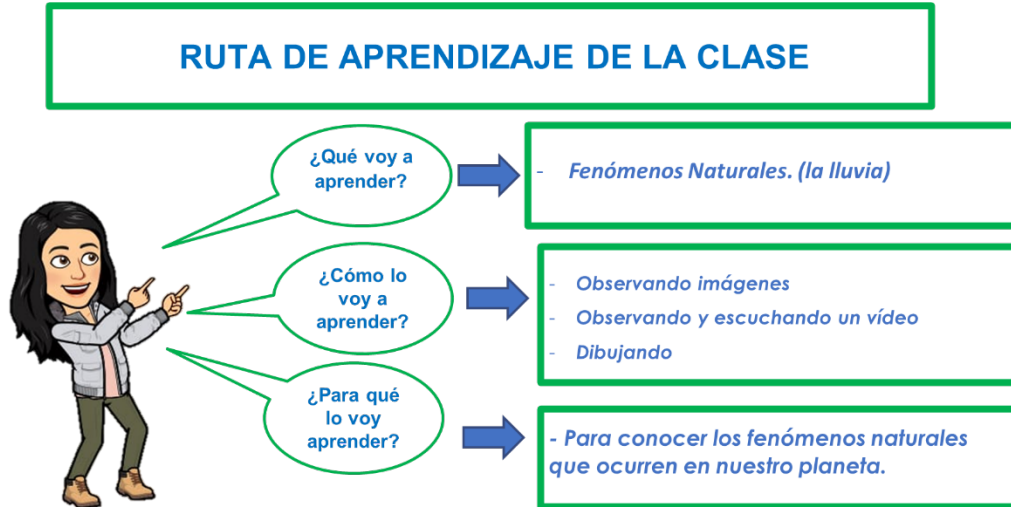 RUTA DE APRENDIZAJE DE LA CLASE
¿Qué voy a
aprender?
- Fenómenos Naturales. (la lluvia)
¿Cómo lo
voy a
aprender?
- Observando imágenes
- Observando y escuchando un vídeo
- Dibujando
¿Para qué
lo voy
aprender?
- Para conocer los fenómenos naturales
que ocurren en nuestro planeta.